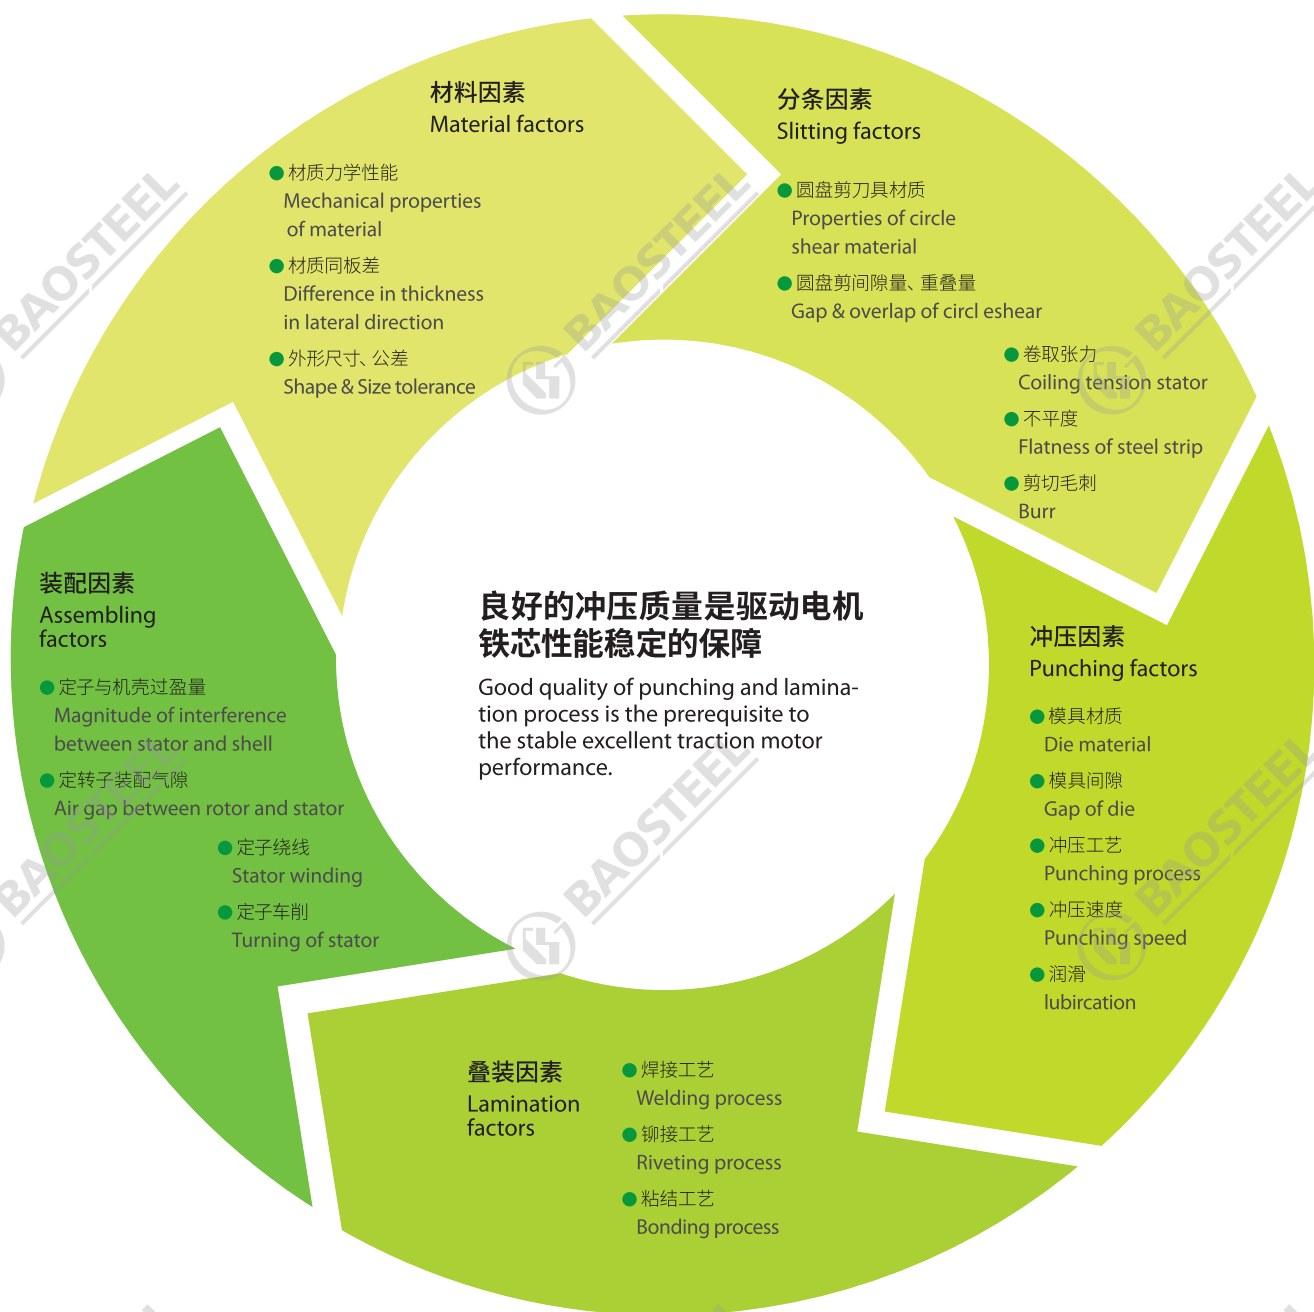 材料因素
Material factors
材质力学性能
Mechanical properties
of material
材质同板差
Difference in thickness
in lateral direction
外形尺寸、公差
Shape & Size tolerance
分条因素
Slitting factors
圆盘剪刀具材质
Properties of circle
shear material
圆盘剪间隙量、重叠量
Gap & overlap of circl eshear
卷取张力
Coiling tension stator
不平度
Flatness of steel strip
剪切毛刺
Burr
冲压因素
Punching factors
模具材质
Die material
模具间隙
Gap of die
冲压工艺
Punching process
冲压速度
Punching speed
润滑
lubircation
叠装因素
Lamination
factors
焊接工艺
Welding process
铆接工艺
Riveting process
粘结工艺
Bonding process
装配因素
Assembling
factors
定子与机壳过盈量
Magnitude of interference
between stator and shell
定转子装配气隙
Air gap between rotor and stator
定子绕线
Stator winding
定子车削
Turning of stator
良好的冲压质量是驱动电机
铁芯性能稳定的保障
Good quality of punching and lamina-
tion process is the prerequisite to
the stable excellent traction motor
performance.
BAOSTEEL
BAOSTEEL
BAOSTEEL
BAOSTEEL
BAOSTEEL
BAOSTEEL